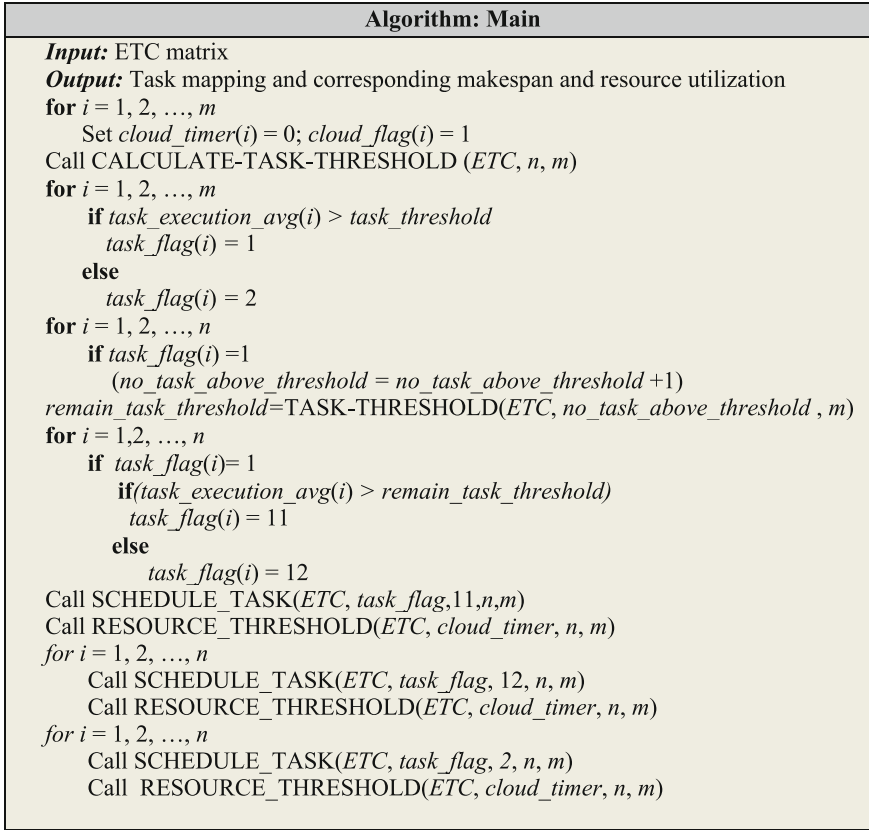 Algorithm: Main
Input: ETC matrix
Output: Task mapping and corresponding makespan and resource utilization
for i = 1, 2, …, m
Set cloud_timer(i) = 0; cloud_flag(i) = 1
Call CALCULATE-TASK-THRESHOLD (ETC, n, m)
for i = 1, 2, …, m
if task_execution_avg(i) > task_threshold
task_flag(i) = 1
else
task_flag(i) = 2
for i = 1, 2, …, n
if task_flag(i) =1
(no_task_above_threshold = no_task_above_threshold +1)
remain_task_threshold=TASK-THRESHOLD(ETC, no_task_above_threshold , m)
for i = 1,2, …, n
if task_flag(i)= 1
if(task_execution_avg(i) > remain_task_threshold)
task_flag(i) = 11
else
task_flag(i) = 12
Call SCHEDULE_TASK(ETC, task_flag,11,n,m)
Call RESOURCE_THRESHOLD(ETC, cloud_timer, n, m)
for i = 1, 2, …, n
Call SCHEDULE_TASK(ETC, task_flag, 12, n, m)
Call RESOURCE_THRESHOLD(ETC, cloud_timer, n, m)
for i = 1, 2, …, n
Call SCHEDULE_TASK(ETC, task_flag, 2, n, m)
Call RESOURCE_THRESHOLD(ETC, cloud_timer, n, m)